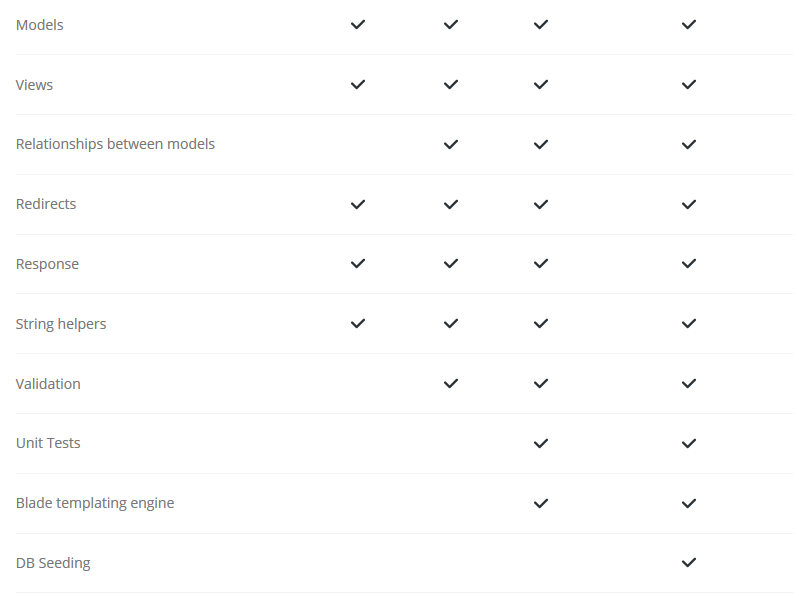 Models
Views
Relationships between models
Redirects
Response
String helpers
Validation
Unit Tests
Blade templating engine
DB Seeding